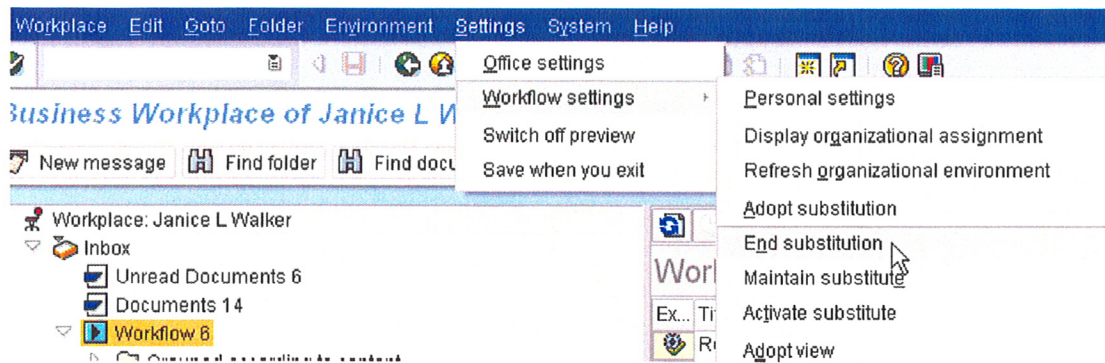 Workplace Edit Goto Folder Environment Settings System Help
Office settings
Workflow settings
Switch off preview
Save when you exit
Personal settings
Display organizational assignment
Refresh organizational environment
Adopt substitution
End substitution
Maintain substitute
Activate substitute
Adopt view
Business Workplace of Janice L W
New message Find folder Find docu
Workplace: Janice L Walker
Inbox
Unread Documents 6
Documents 14
Workflow 6
Worl
Ex... Ti